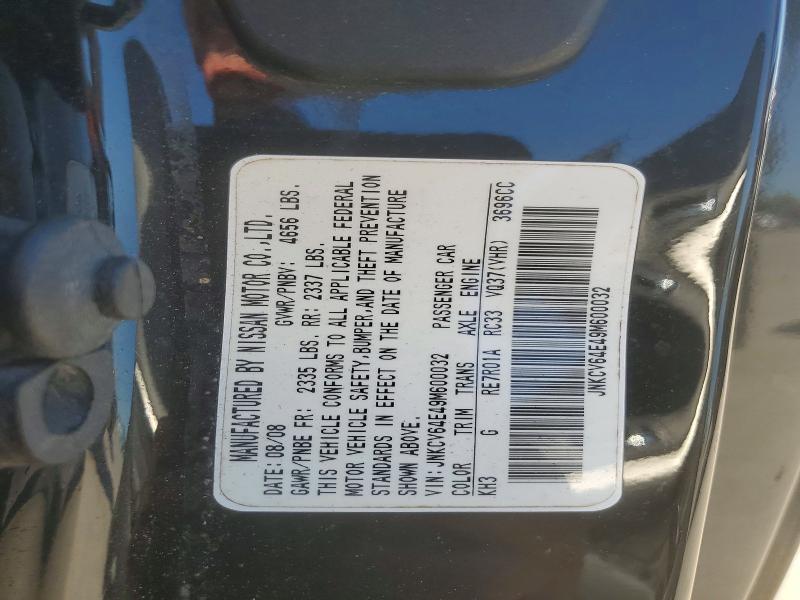 MANUFACTURED BY NISSAN MOTOR CO.,LTD.
DATE: 08/08 GVWR/PNBV: 4656 LBS.
GAWR/PNBE FR: 2335 LBS. RR: 2337 LBS.
THIS VEHICLE CONFORMS TO ALL APPLICABLE FEDERAL
MOTOR VEHICLE SAFETY,BUMPER,AND THEFT PREVENTION
STANDARDS IN EFFECT ON THE DATE OF MANUFACTURE
SHOWN ABOVE.
VIN: JNKCV64E49M600032 PASSENGER CAR
COLOR TRIM TRANS AXLE ENGINE
KH3 G RE7R01A RC33 VQ37(VHR) 3696CC
JNKCV64E49M600032